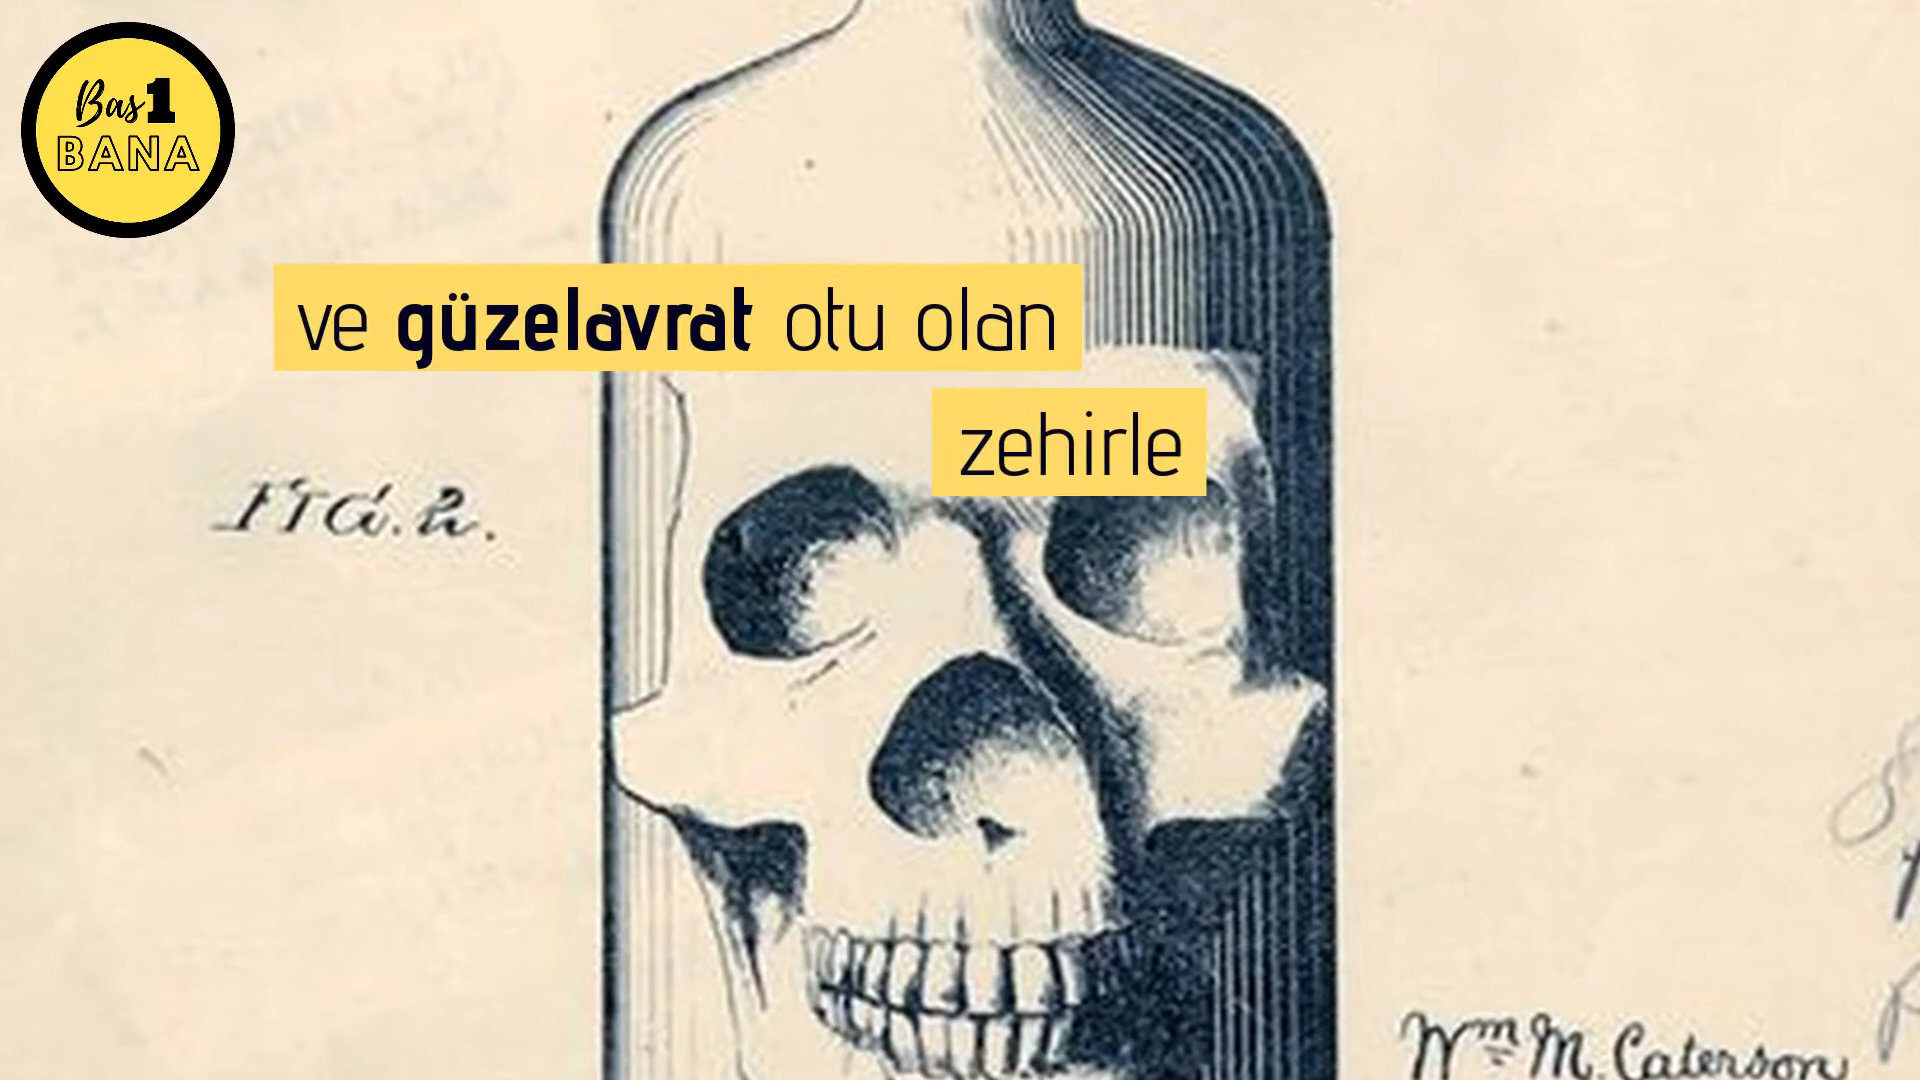 Bas1
BANA
ve güzelavrat otu olan
zehirle
FIG. 2.
Wm M. Caterson